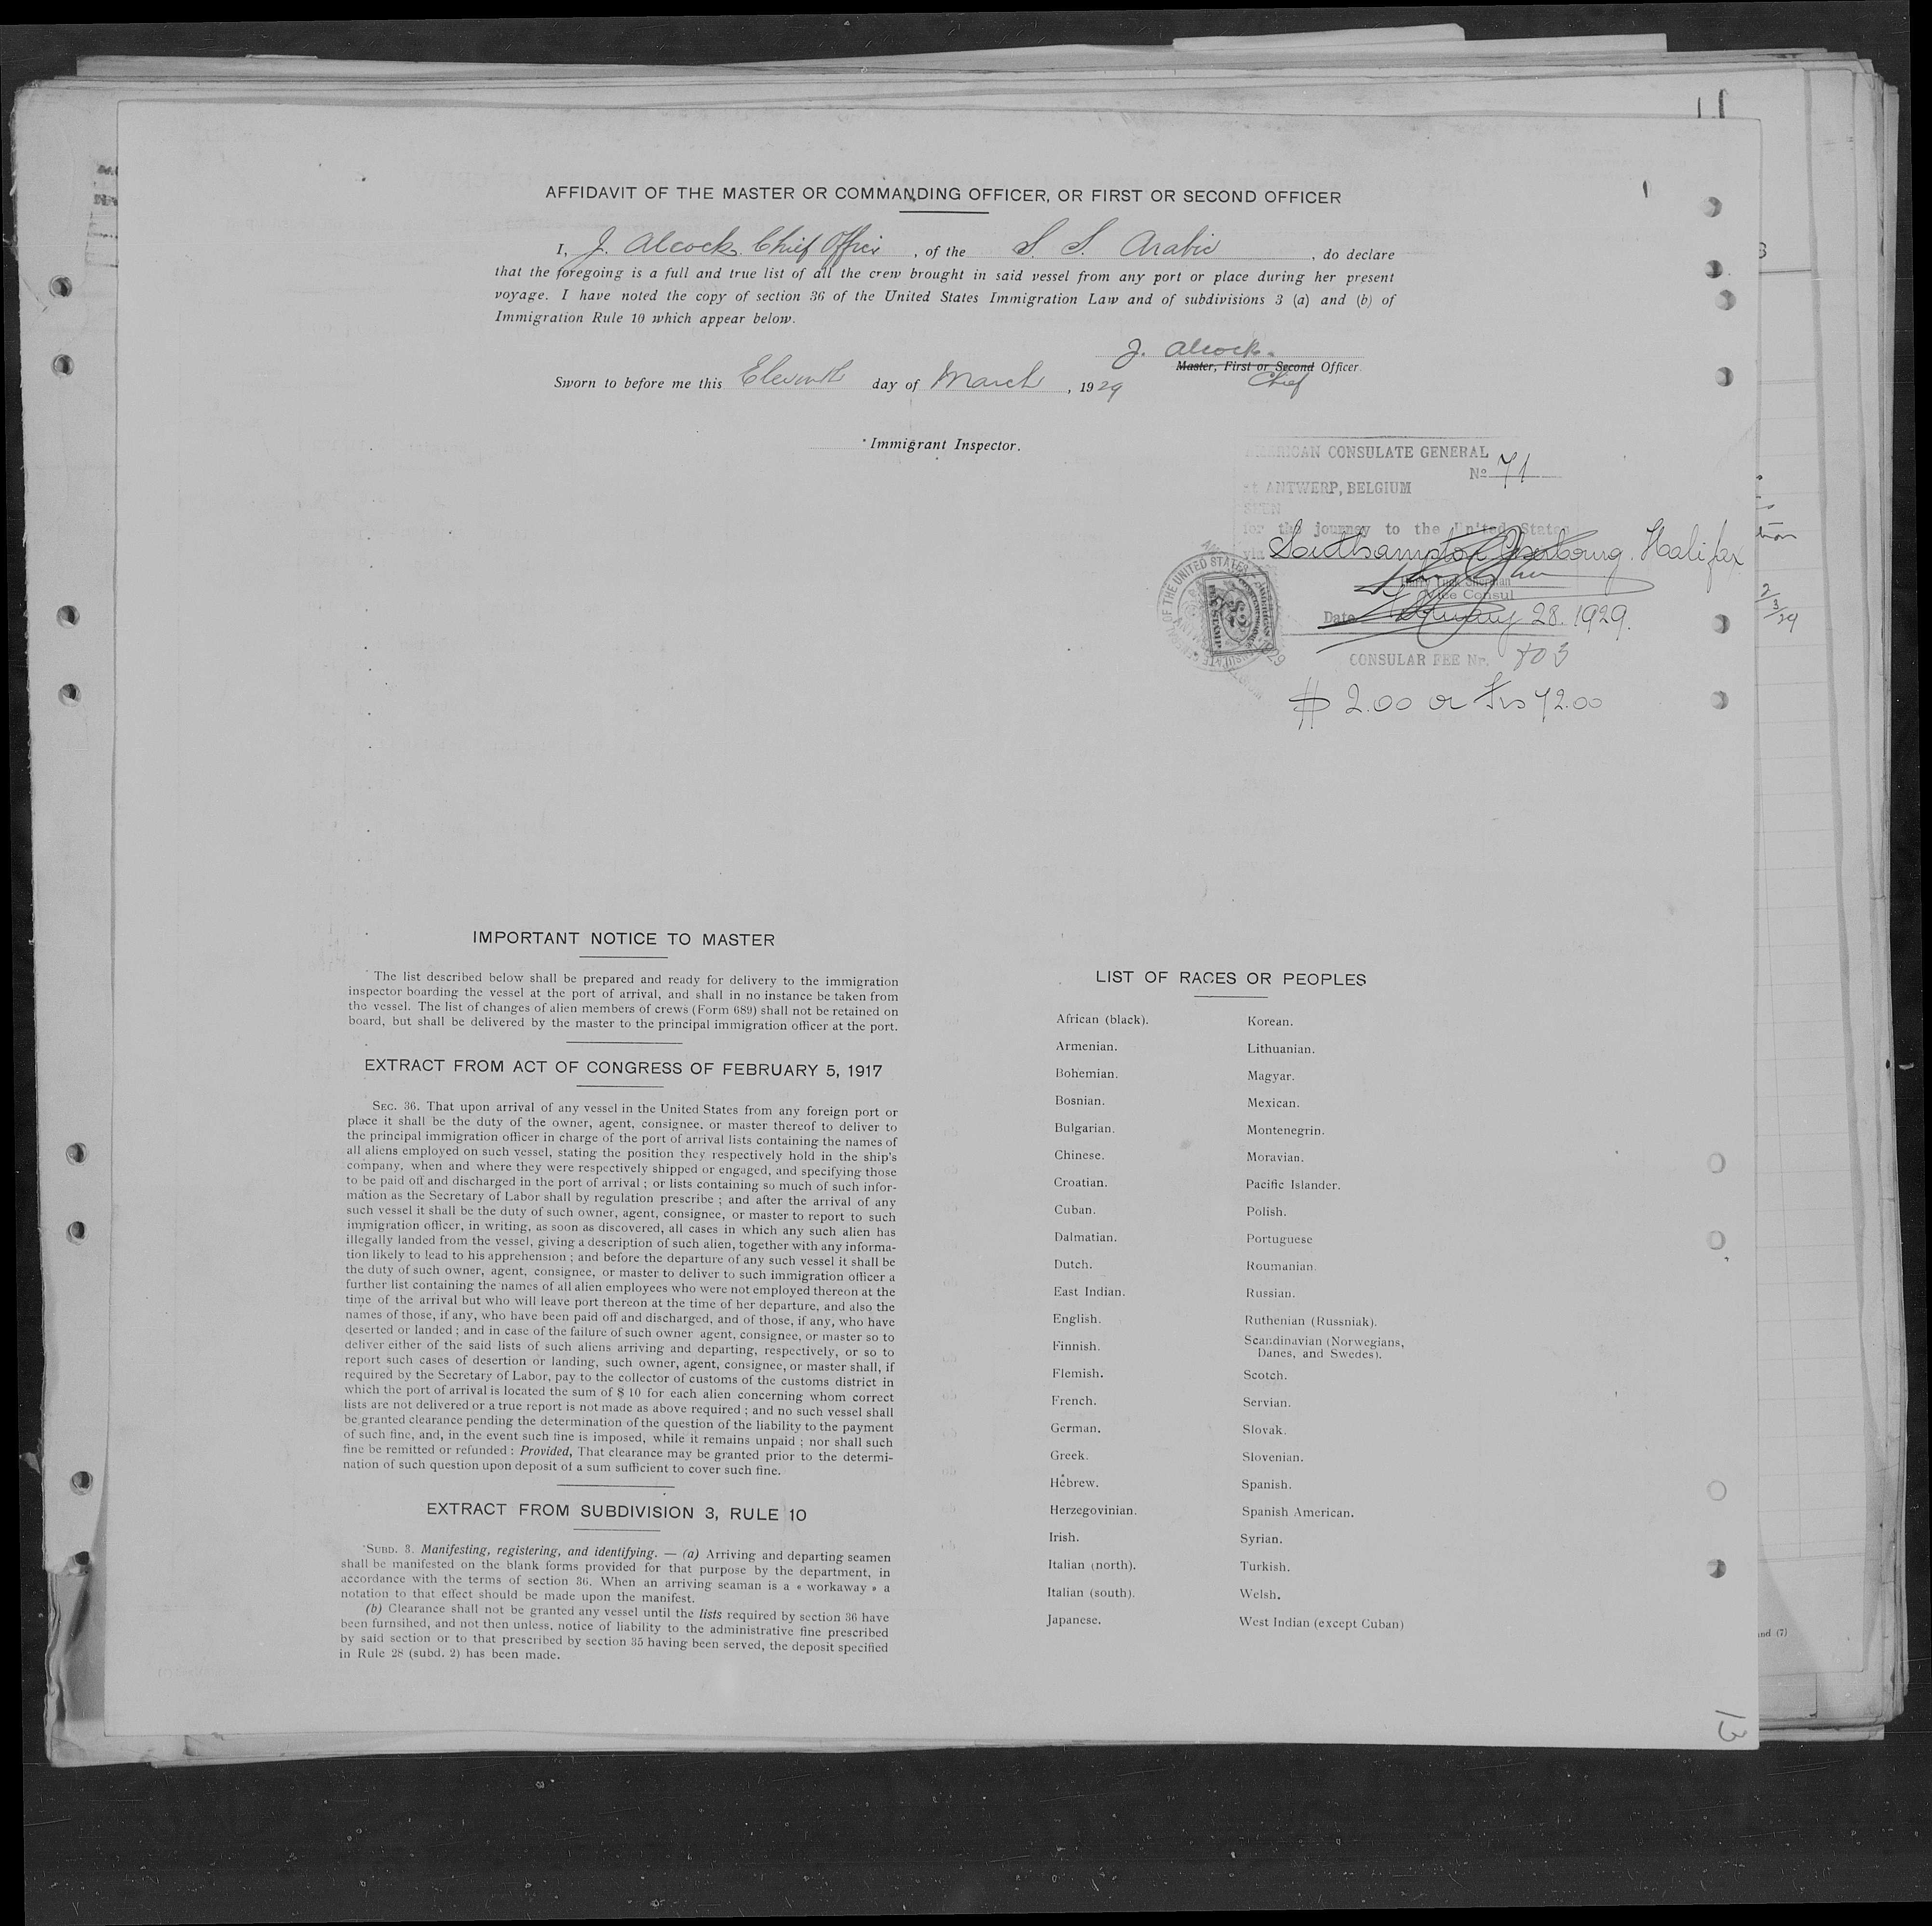 AFFIDAVIT OF THE MASTER OR COMMANDING OFFICER, OR FIRST OR SECOND OFFICER
I, J. Alcock Chief Officer, of the S. S. Arabic, do declare
that the foregoing is a full and true list of all the crew brought in said vessel from any port or place during her present
voyage. I have noted the copy of section 36 of the United States Immigration Law and of subdivisions 3 (a) and (b) of
Immigration Rule 10 which appear below.
J. Alcock.
Master, First or Second Officer.
Chief
Sworn to before me this Eleventh day of March, 1929
Immigrant Inspector.
AMERICAN CONSULATE GENERAL
No 71
at ANTWERP, BELGIUM
SEEN
for the journey to the United States
via Southampton Cherbourg. Halifax
Harry Tuck Sherman
Vice Consul
Date February 28. 1929.
CONSULAR FEE Nr. 803
$ 2.00 or Frs 72.00
IMPORTANT NOTICE TO MASTER
The list described below shall be prepared and ready for delivery to the immigration
inspector boarding the vessel at the port of arrival, and shall in no instance be taken from
the vessel. The list of changes of alien members of crews (Form 689) shall not be retained on
board, but shall be delivered by the master to the principal immigration officer at the port.
EXTRACT FROM ACT OF CONGRESS OF FEBRUARY 5, 1917
SEC. 36. That upon arrival of any vessel in the United States from any foreign port or
place it shall be the duty of the owner, agent, consignee, or master thereof to deliver to
the principal immigration officer in charge of the port of arrival lists containing the names of
all aliens employed on such vessel, stating the position they respectively hold in the ship's
company, when and where they were respectively shipped or engaged, and specifying those
to be paid off and discharged in the port of arrival ; or lists containing so much of such infor-
mation as the Secretary of Labor shall by regulation prescribe ; and after the arrival of any
such vessel it shall be the duty of such owner, agent, consignee, or master to report to such
immigration officer, in writing, as soon as discovered, all cases in which any such alien has
illegally landed from the vessel, giving a description of such alien, together with any informa-
tion likely to lead to his apprehension ; and before the departure of any such vessel it shall be
the duty of such owner, agent, consignee, or master to deliver to such immigration officer a
further list containing the names of all alien employees who were not employed thereon at the
time of the arrival but who will leave port thereon at the time of her departure, and also the
names of those, if any, who have been paid off and discharged, and of those, if any, who have
deserted or landed ; and in case of the failure of such owner agent, consignee, or master so to
deliver either of the said lists of such aliens arriving and departing, respectively, or so to
report such cases of desertion or landing, such owner, agent, consignee, or master shall, if
required by the Secretary of Labor, pay to the collector of customs of the customs district in
which the port of arrival is located the sum of $ 10 for each alien concerning whom correct
lists are not delivered or a true report is not made as above required ; and no such vessel shall
be granted clearance pending the determination of the question of the liability to the payment
of such fine, and, in the event such fine is imposed, while it remains unpaid ; nor shall such
fine be remitted or refunded : Provided, That clearance may be granted prior to the determi-
nation of such question upon deposit of a sum sufficient to cover such fine.
EXTRACT FROM SUBDIVISION 3, RULE 10
SUBD. 3. Manifesting, registering, and identifying. — (a) Arriving and departing seamen
shall be manifested on the blank forms provided for that purpose by the department, in
accordance with the terms of section 36. When an arriving seaman is a « workaway » a
notation to that effect should be made upon the manifest.
(b) Clearance shall not be granted any vessel until the lists required by section 36 have
been furnsihed, and not then unless, notice of liability to the administrative fine prescribed
by said section or to that prescribed by section 35 having been served, the deposit specified
in Rule 28 (subd. 2) has been made.
LIST OF RACES OR PEOPLES
African (black).
Armenian.
Bohemian.
Bosnian.
Bulgarian.
Chinese.
Croatian.
Cuban.
Dalmatian.
Dutch.
East Indian.
English.
Finnish.
Flemish.
French.
German.
Greek.
Hebrew.
Herzegovinian.
Irish.
Italian (north).
Italian (south).
Japanese.
Korean.
Lithuanian.
Magyar.
Mexican.
Montenegrin.
Moravian.
Pacific Islander.
Polish.
Portuguese
Roumanian.
Russian.
Ruthenian (Russniak).
Scandinavian (Norwegians,
Danes, and Swedes).
Scotch.
Servian.
Slovak.
Slovenian.
Spanish.
Spanish American.
Syrian.
Turkish.
Welsh.
West Indian (except Cuban)
13
and (7)